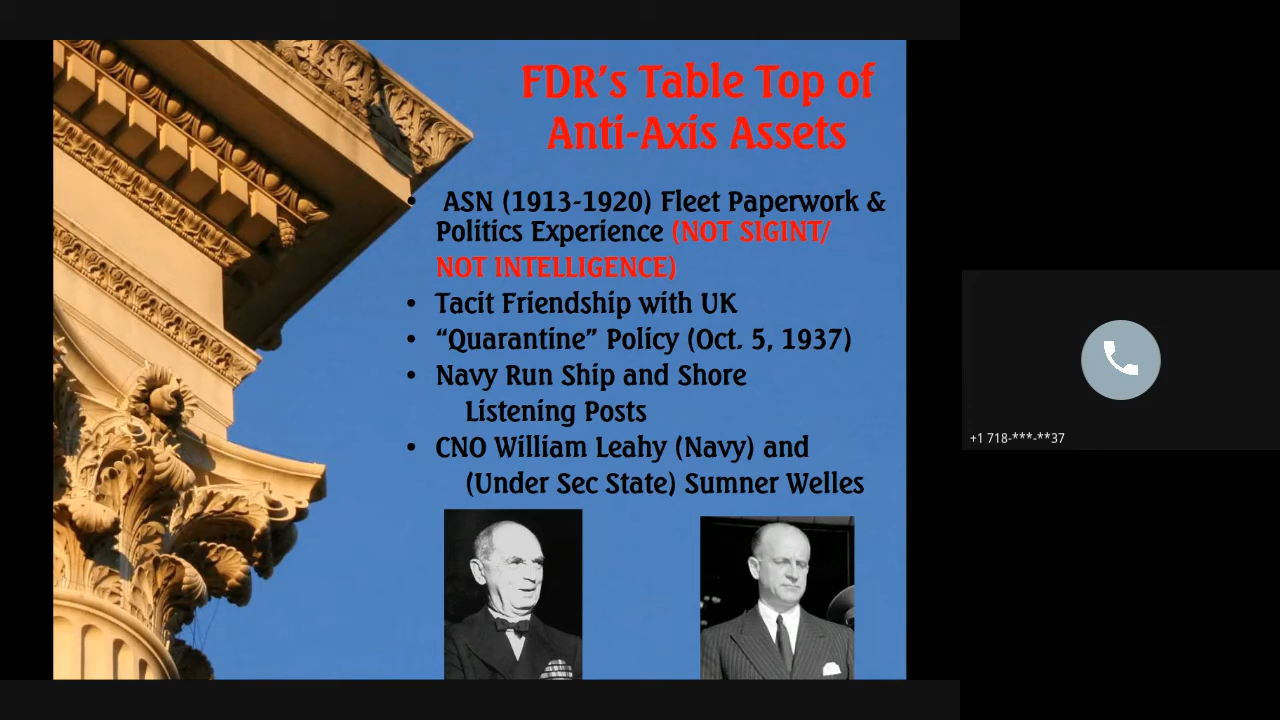 FDR’s Table Top of
Anti-Axis Assets
• ASN (1913-1920) Fleet Paperwork &
Politics Experience (NOT SIGINT/
NOT INTELLIGENCE)
• Tacit Friendship with UK
• “Quarantine” Policy (Oct. 5, 1937)
• Navy Run Ship and Shore
Listening Posts
• CNO William Leahy (Navy) and
(Under Sec State) Sumner Welles
+1 718-***-**37